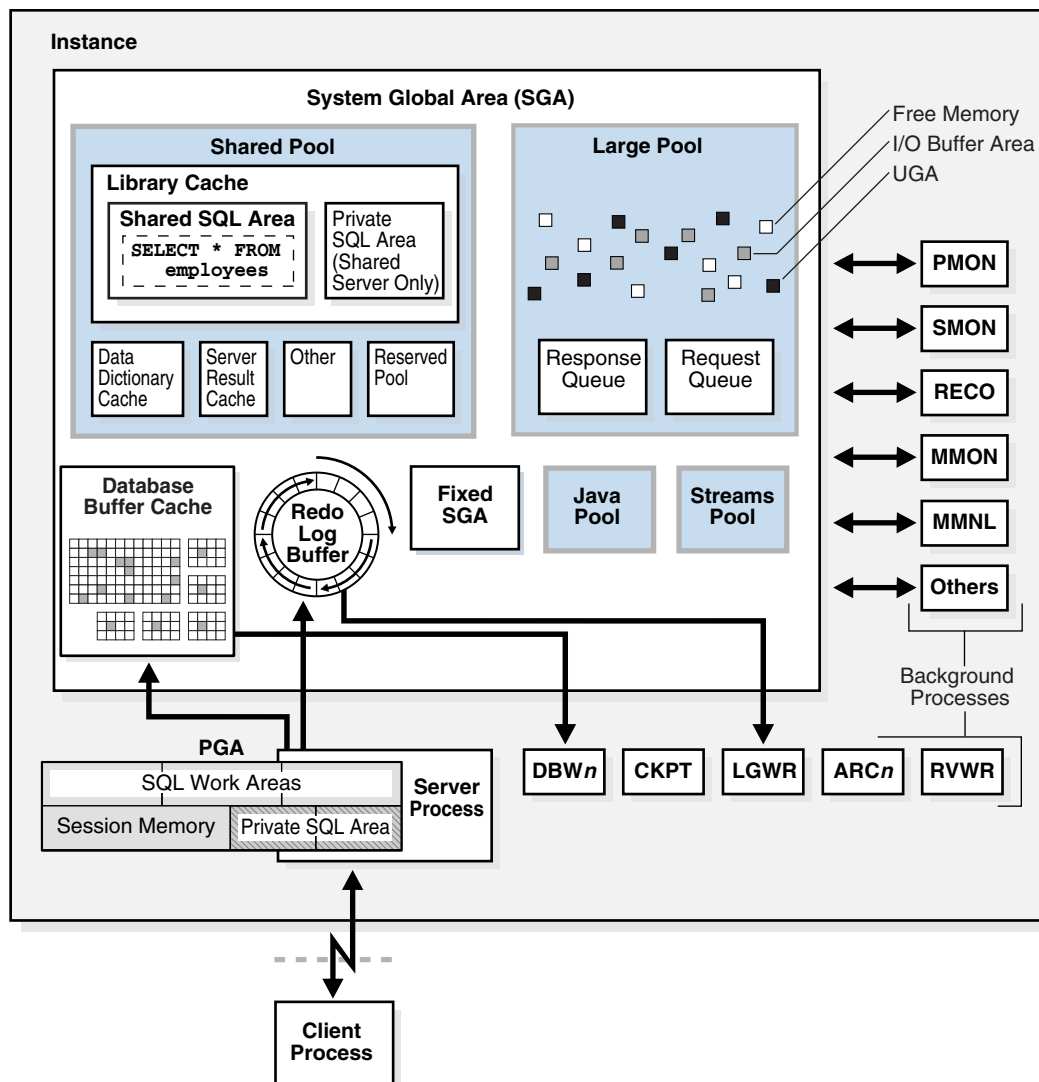 Instance
System Global Area (SGA)
Shared Pool
Library Cache
Shared SQL Area
SELECT * FROM
employees
Private
SQL Area
(Shared
Server Only)
Data
Dictionary
Cache
Server
Result
Cache
Other
Reserved
Pool
Large Pool
Response
Queue
Request
Queue
Free Memory
I/O Buffer Area
UGA
Database
Buffer Cache
Redo
Log
Buffer
Fixed
SGA
Java
Pool
Streams
Pool
PMON
SMON
RECO
MMON
MMNL
Others
Background
Processes
PGA
SQL Work Areas
Session Memory
Private SQL Area
Server
Process
DBWn
CKPT
LGWR
ARCn
RVWR
Client
Process